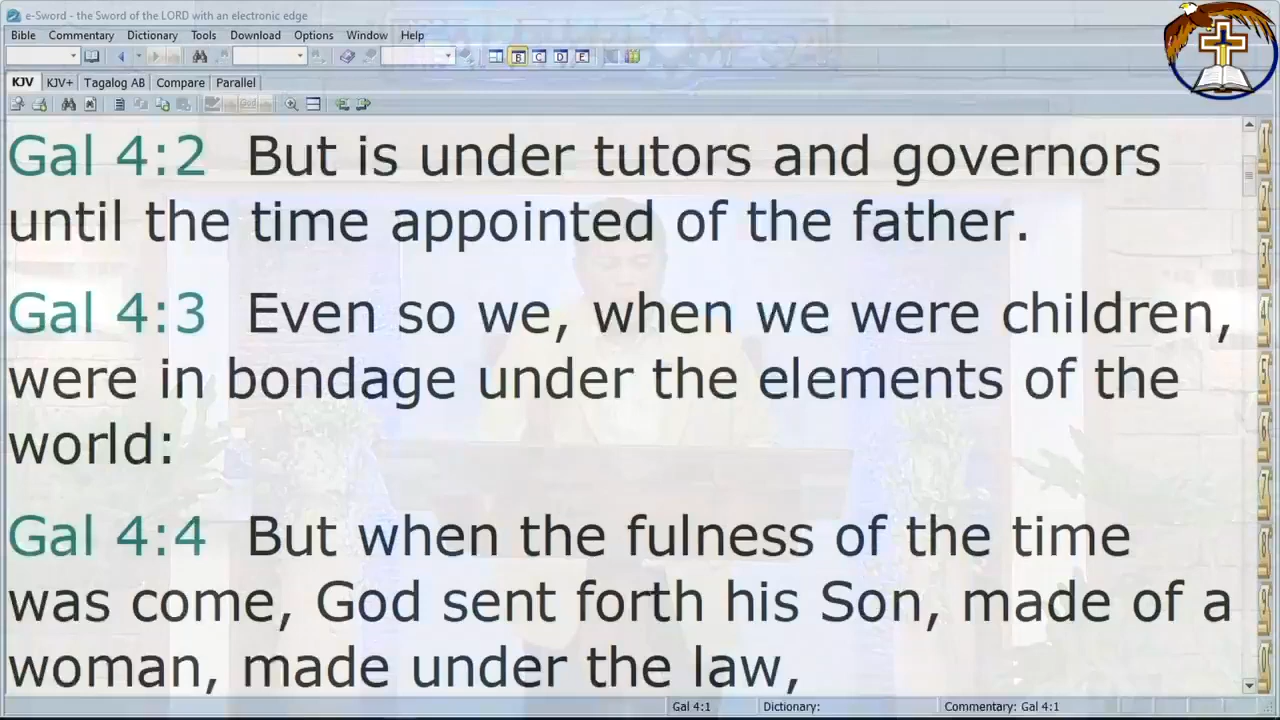 e-Sword - the Sword of the LORD with an electronic edge
Bible Commentary Dictionary Tools Download Options Window Help
B C D E
KJV KJV+ Tagalog AB Compare Parallel
Gal 4:2 But is under tutors and governors
until the time appointed of the father.
Gal 4:3 Even so we, when we were children,
were in bondage under the elements of the
world:
Gal 4:4 But when the fulness of the time
was come, God sent forth his Son, made of a
woman, made under the law,
Gal 4:1 Dictionary: Commentary: Gal 4:1